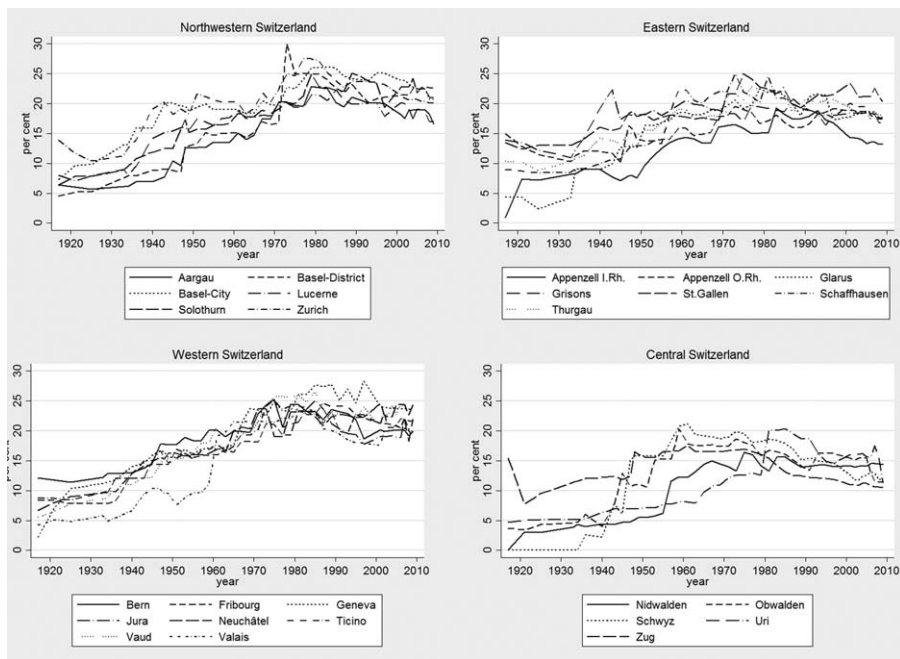 Northwestern Switzerland
per cent
30
25
20
15
10
5
0
1920 1930 1940 1950 1960 1970 1980 1990 2000 2010
year
Aargau Basel-District
Basel-City Lucerne
Solothurn Zurich
Eastern Switzerland
per cent
30
25
20
15
10
5
0
1920 1930 1940 1950 1960 1970 1980 1990 2000 2010
year
Appenzell I.Rh. Appenzell O.Rh. Glarus
Grisons St.Gallen Schaffhausen
Thurgau
Western Switzerland
per cent
30
25
20
15
10
5
0
1920 1930 1940 1950 1960 1970 1980 1990 2000 2010
year
Bern Fribourg Geneva
Jura Neuchâtel Ticino
Vaud Valais
Central Switzerland
per cent
30
25
20
15
10
5
0
1920 1930 1940 1950 1960 1970 1980 1990 2000 2010
year
Nidwalden Obwalden
Schwyz Uri
Zug